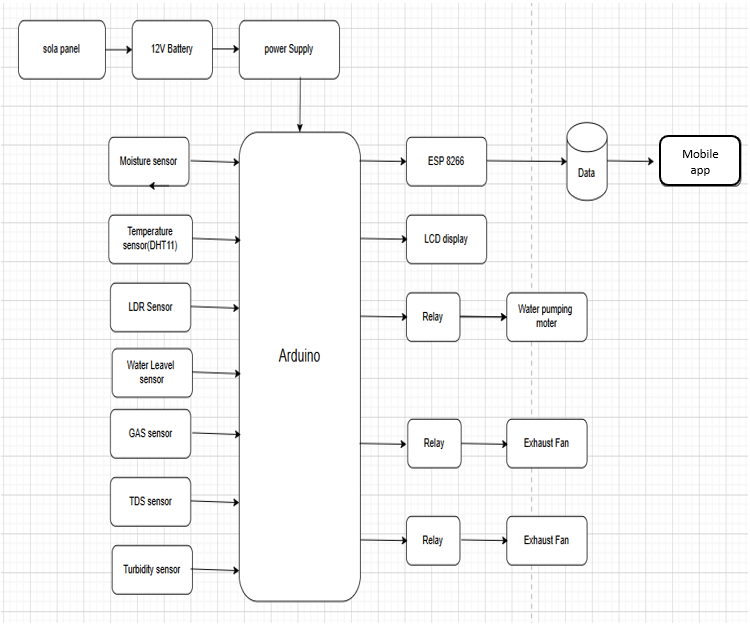 sola panel
12V Battery
power Supply
Moisture sensor
ESP 8266
Data
Mobile
app
Temperature
sensor(DHT11)
LCD display
LDR Sensor
Relay
Water pumping
moter
Arduino
Water Leavel
sensor
GAS sensor
Relay
Exhaust Fan
TDS sensor
Relay
Exhaust Fan
Turbidity sensor